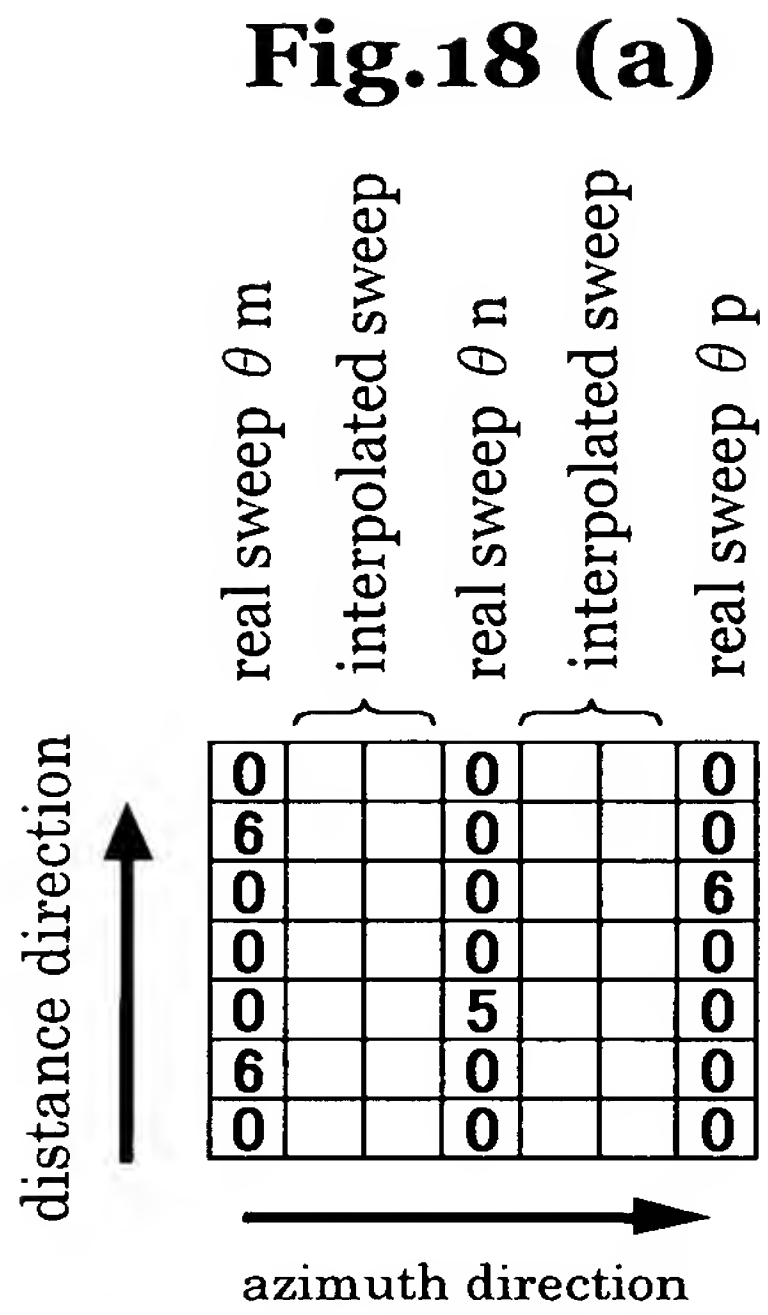 Fig.18 (a)
real sweep θ m
interpolated sweep
real sweep θ n
interpolated sweep
real sweep θ p
distance direction
0 0 0
6 0 0
0 0 6
0 0 0
0 5 0
6 0 0
0 0 0
azimuth direction